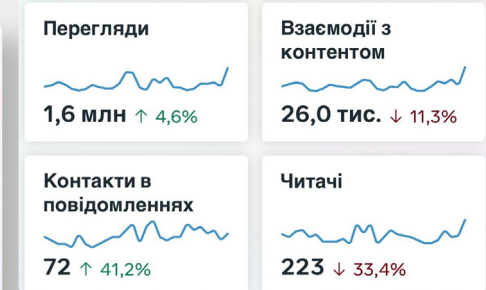 Перегляди
1,6 млн ↑ 4,6%
Взаємодії з
контентом
26,0 тис. ↓ 11,3%
Контакти в
повідомленнях
72 ↑ 41,2%
Читачі
223 ↓ 33,4%